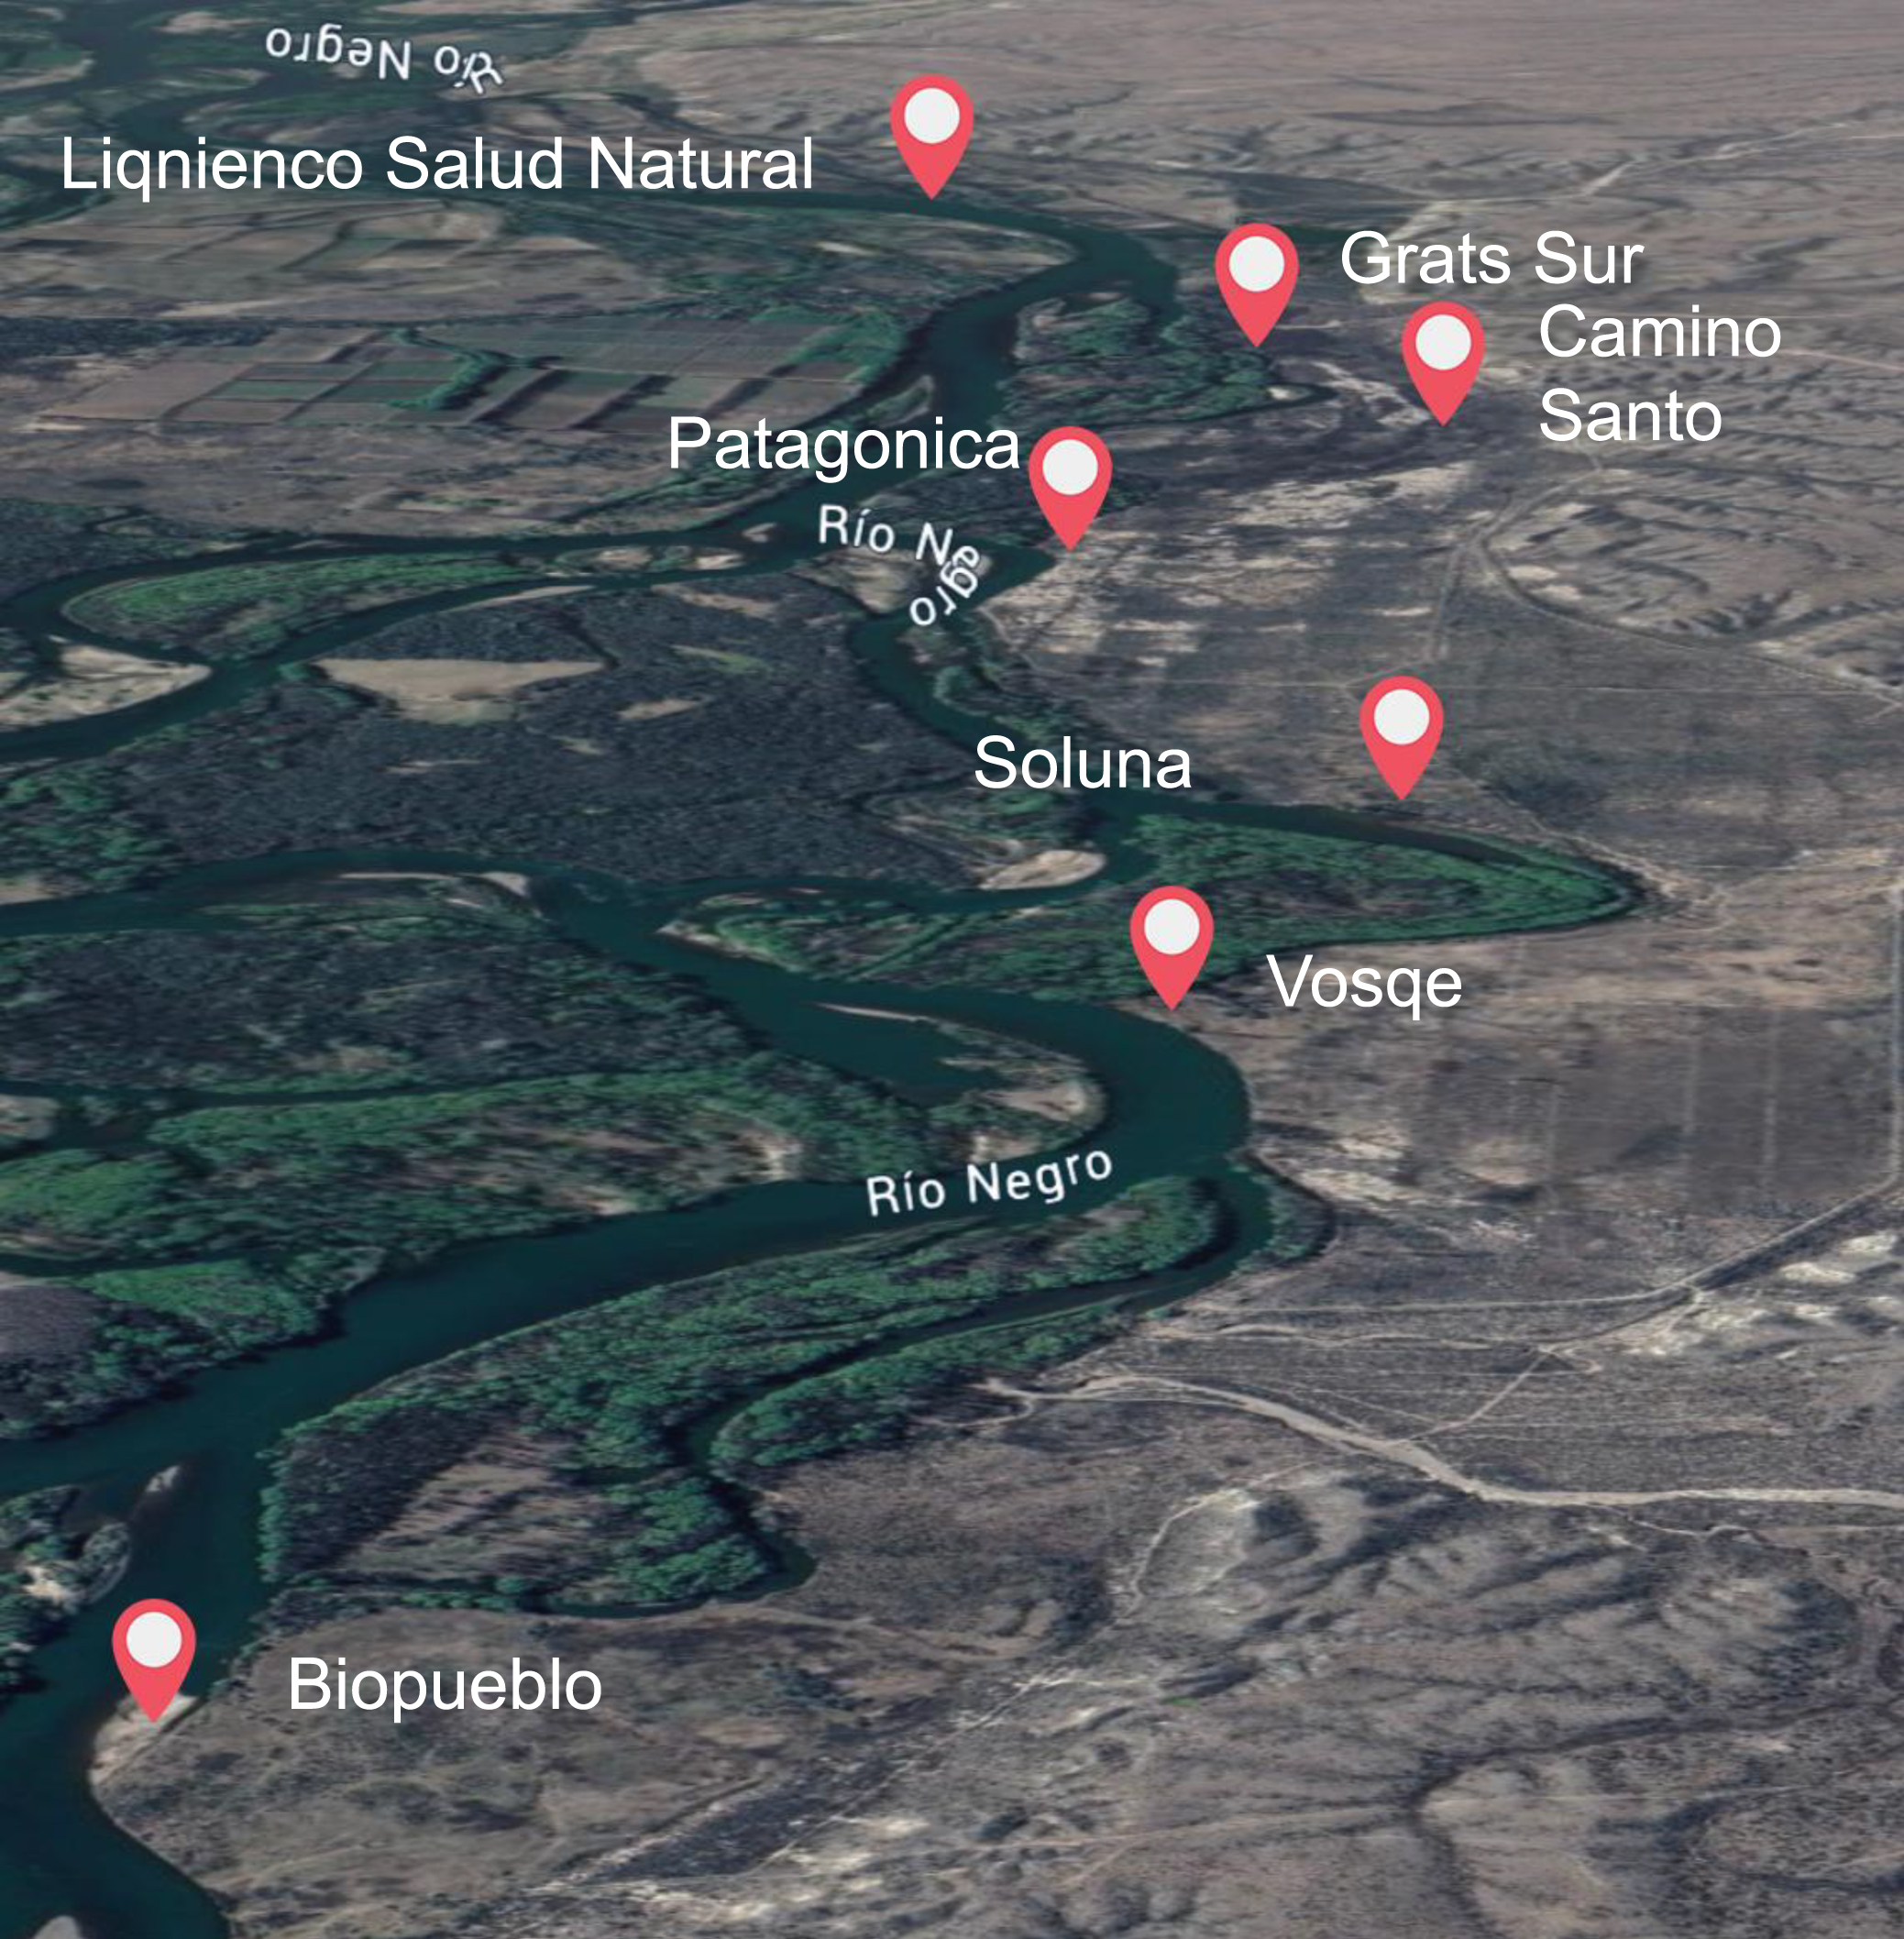 Río Negro
Liqnienco Salud Natural
Grats Sur
Camino
Santo
Patagonica
Río Negro
Soluna
Vosqe
Río Negro
Biopueblo